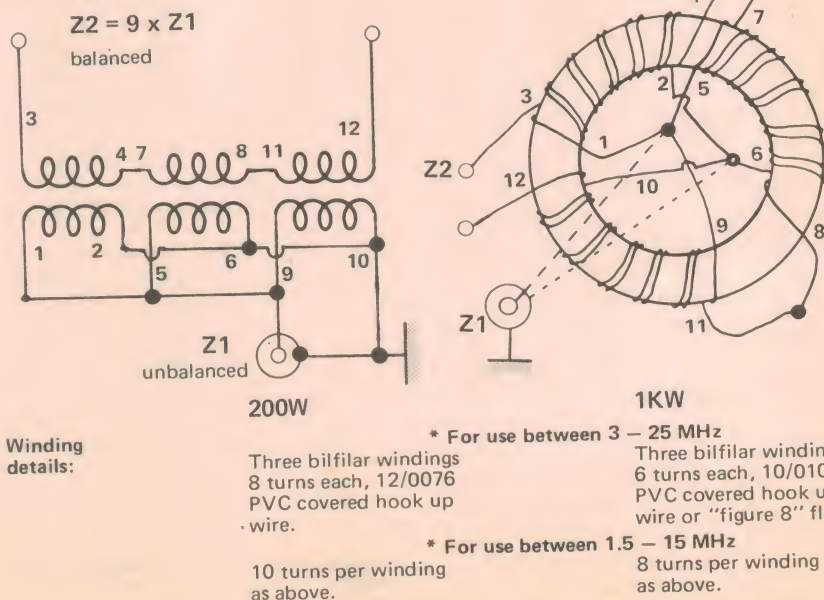 Z2 = 9 x Z1
balanced
3
12
4 7
8 11
1
2
5
6
9
10
Z1
unbalanced
7
2 5
3
1
Z2
12
10
6
9
8
Z1
11
200W
1KW
Winding
details:
* For use between 3 – 25 MHz
Three bilfilar windings
8 turns each, 12/0076
PVC covered hook up
wire.
Three bilfilar
6 turns each,
PVC covered hook
wire or "figure 8"
* For use between 1.5 – 15 MHz
10 turns per winding
as above.
8 turns per winding
as above.